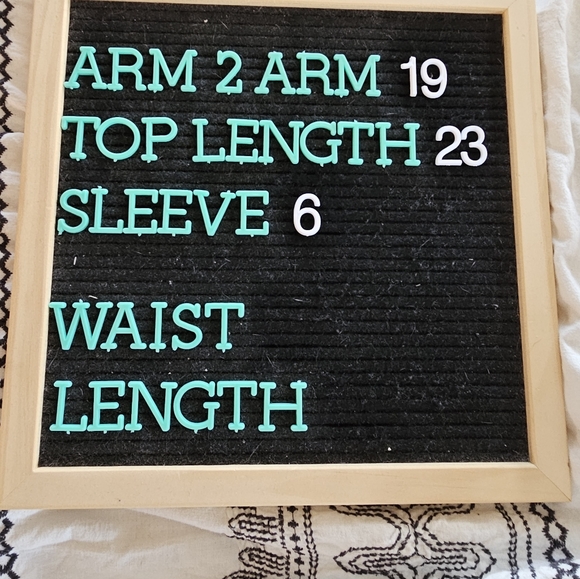 ARM 2 ARM 19
TOP LENGTH 23
SLEEVE 6
WAIST
LENGTH